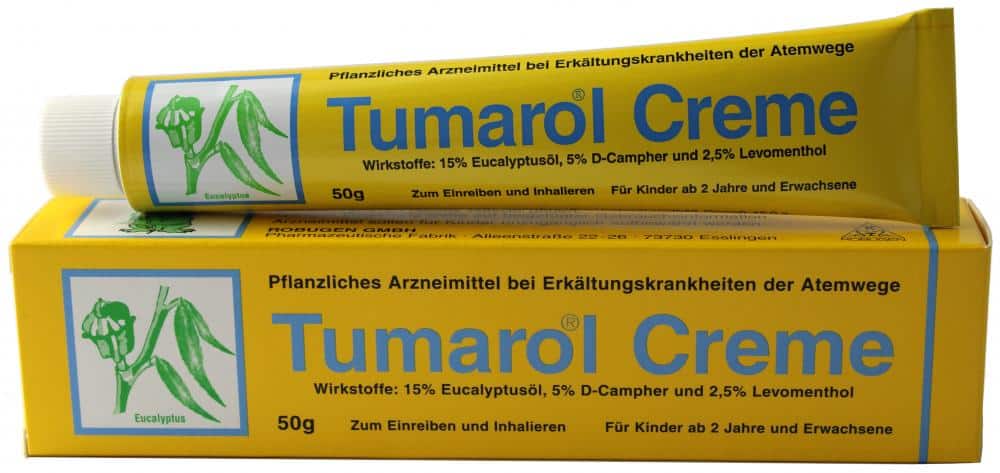 Pflanzliches Arzneimittel bei Erkältungskrankheiten der Atemwege
Tumarol® Creme
Wirkstoffe: 15% Eucalyptusöl, 5% D-Campher und 2,5% Levomenthol
Eucalyptus
50g Zum Einreiben und Inhalieren Für Kinder ab 2 Jahre und Erwachsene
Arzneimittel
ROBUGEN GMBH
Pharmazeutische Fabrik · Alleenstraße 22-26 · 73730 Esslingen
ROBUGEN
Pflanzliches Arzneimittel bei Erkältungskrankheiten der Atemwege
Tumarol® Creme
Wirkstoffe: 15% Eucalyptusöl, 5% D-Campher und 2,5% Levomenthol
Eucalyptus
50g Zum Einreiben und Inhalieren Für Kinder ab 2 Jahre und Erwachsene